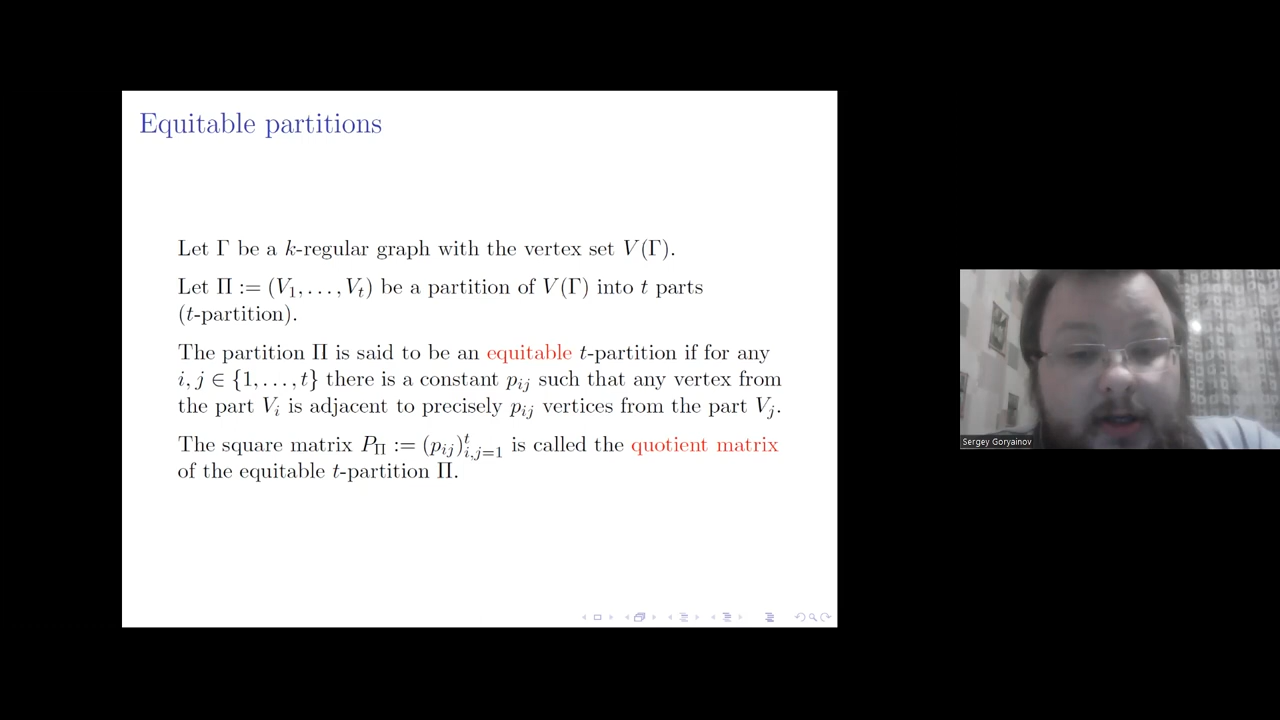 Equitable partitions
Let Γ be a k-regular graph with the vertex set V(Γ).
Let Π := (V₁, . . . , Vₜ) be a partition of V(Γ) into t parts
(t-partition).
The partition Π is said to be an equitable t-partition if for any
i, j ∈ {1, . . . , t} there is a constant pᵢⱼ such that any vertex from
the part Vᵢ is adjacent to precisely pᵢⱼ vertices from the part Vⱼ.
The square matrix P_Π := (pᵢⱼ)ᵗᵢ,ⱼ₌₁ is called the quotient matrix
of the equitable t-partition Π.
Sergey Goryainov